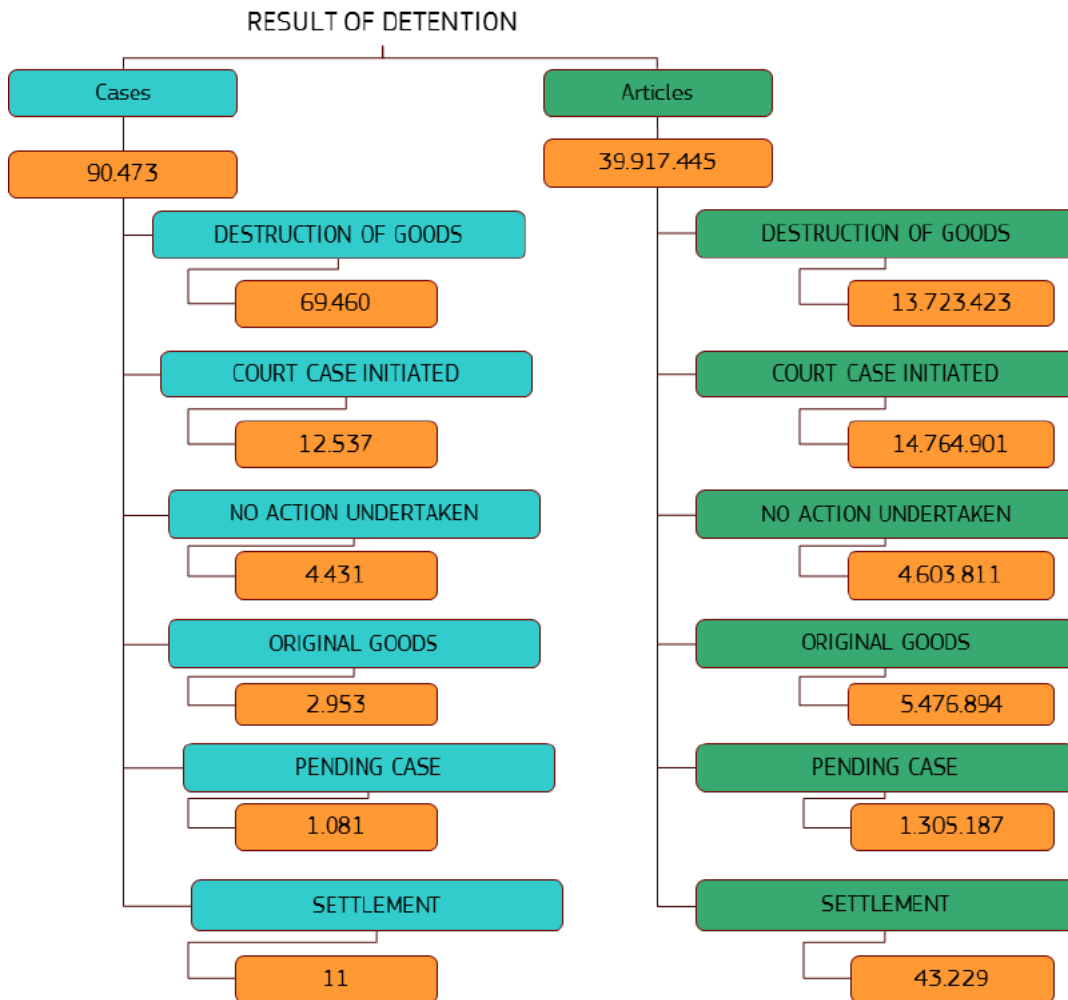 RESULT OF DETENTION
Cases
90.473
DESTRUCTION OF GOODS
69.460
COURT CASE INITIATED
12.537
NO ACTION UNDERTAKEN
4.431
ORIGINAL GOODS
2.953
PENDING CASE
1.081
SETTLEMENT
11
Articles
39.917.445
DESTRUCTION OF GOODS
13.723.423
COURT CASE INITIATED
14.764.901
NO ACTION UNDERTAKEN
4.603.811
ORIGINAL GOODS
5.476.894
PENDING CASE
1.305.187
SETTLEMENT
43.229